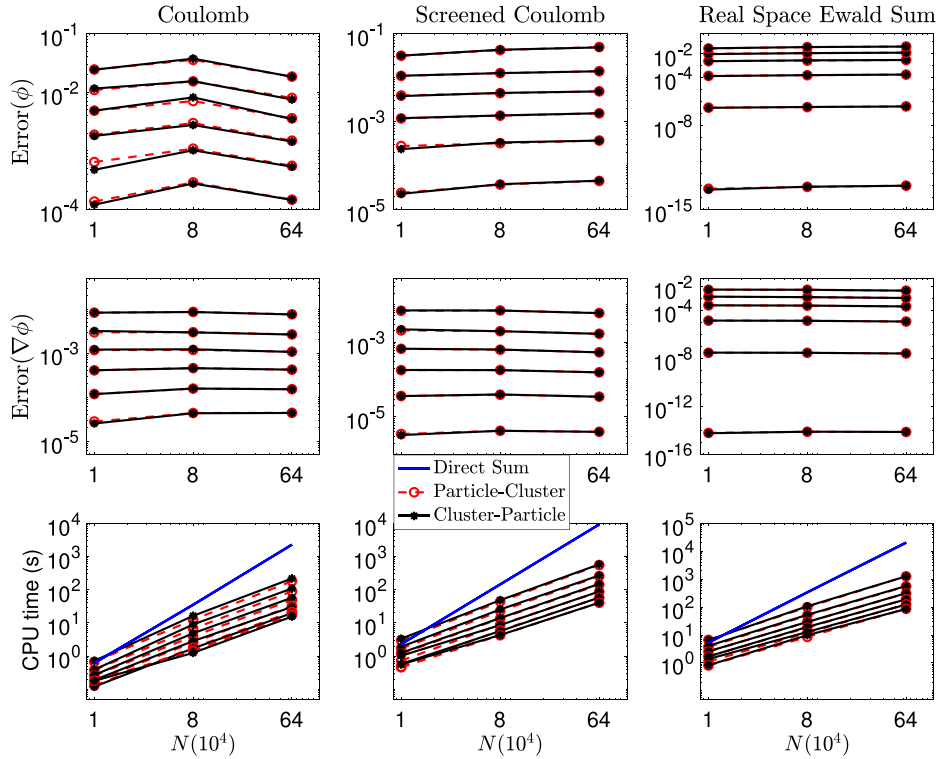 Coulomb
Screened Coulomb
Real Space Ewald Sum
Error(ϕ)
10^-1
10^-2
10^-4
1 8 64
10^-1
10^-3
10^-5
1 8 64
10^-2
10^-4
10^-8
10^-15
1 8 64
Error(∇ϕ)
10^-3
10^-5
1 8 64
10^-3
10^-5
1 8 64
10^-2
10^-4
10^-8
10^-12
10^-16
1 8 64
Direct Sum
Particle-Cluster
Cluster-Particle
CPU time (s)
10^4
10^3
10^2
10^1
10^0
1 8 64
N(10^4)
10^4
10^3
10^2
10^1
10^0
1 8 64
N(10^4)
10^5
10^4
10^3
10^2
10^1
10^0
1 8 64
N(10^4)